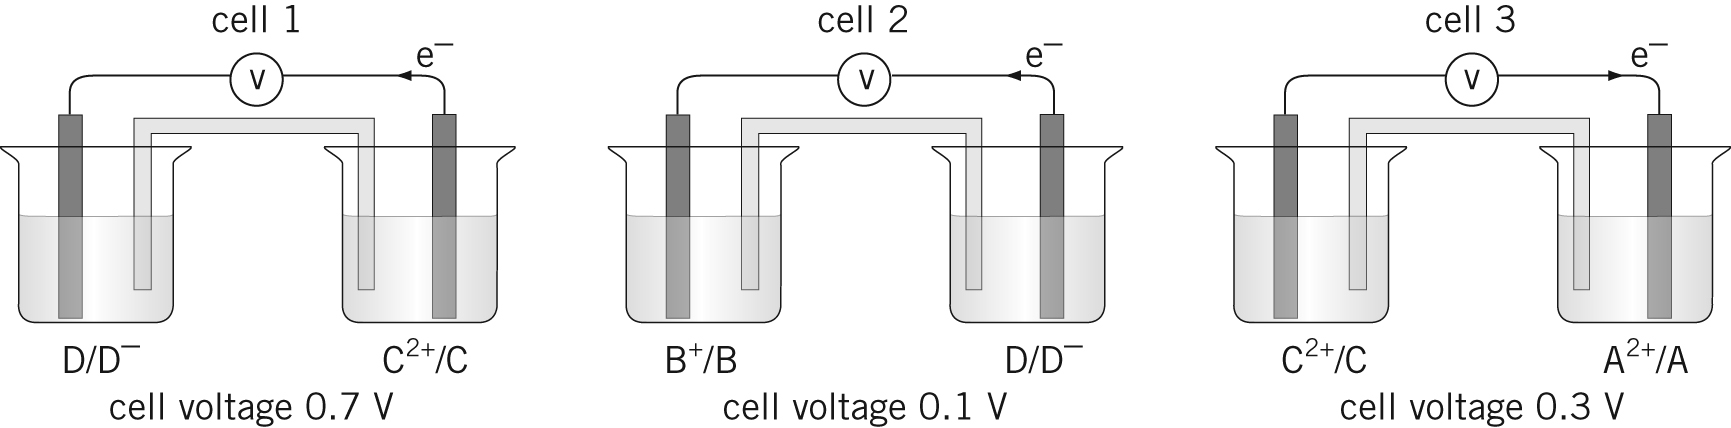 cell 1
e⁻
V
D/D⁻
C²⁺/C
cell voltage 0.7 V
cell 2
e⁻
V
B⁺/B
D/D⁻
cell voltage 0.1 V
cell 3
e⁻
V
C²⁺/C
A²⁺/A
cell voltage 0.3 V